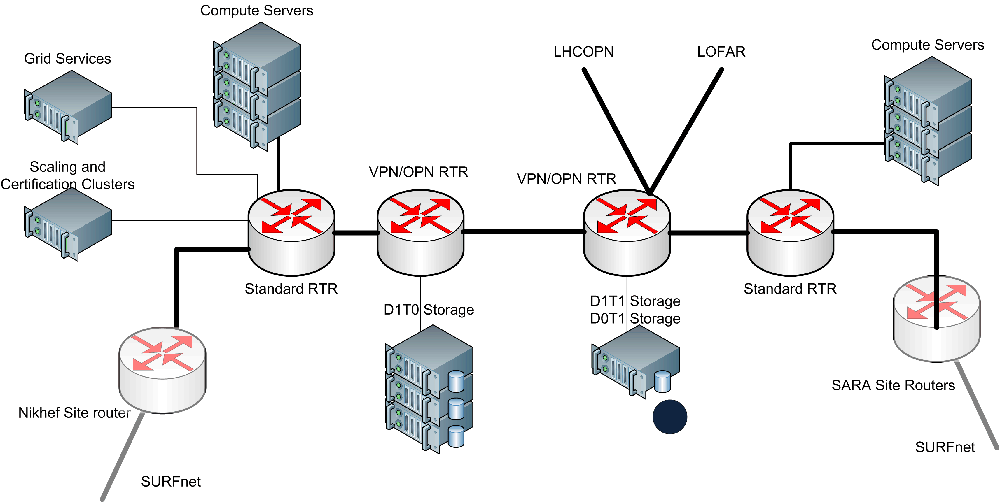 Compute Servers
Grid Services
Scaling and
Certification Clusters
VPN/OPN RTR
LHCOPN
LOFAR
Compute Servers
VPN/OPN RTR
Standard RTR
D1T0 Storage
D1T1 Storage
D0T1 Storage
Standard RTR
Nikhef Site router
SURFnet
SARA Site Routers
SURFnet